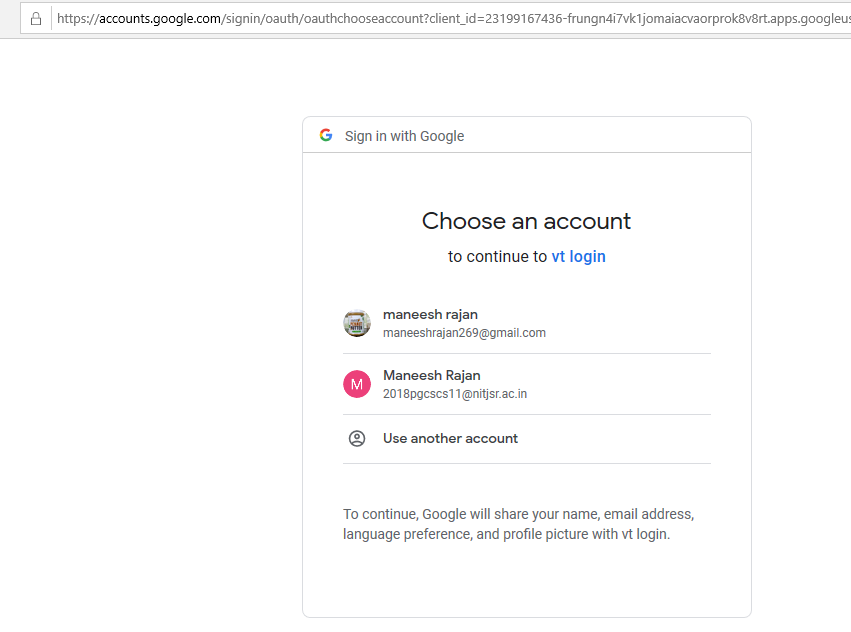 https://accounts.google.com/signin/oauth/oauthchooseaccount?client_id=23199167436-frungn4i7vk1jomaiacvaorprok8v8rt.apps.googleus
Sign in with Google
Choose an account
to continue to vt login
maneesh rajan
maneeshrajan269@gmail.com
M
Maneesh Rajan
2018pgcscs11@nitjsr.ac.in
Use another account
To continue, Google will share your name, email address,
language preference, and profile picture with vt login.